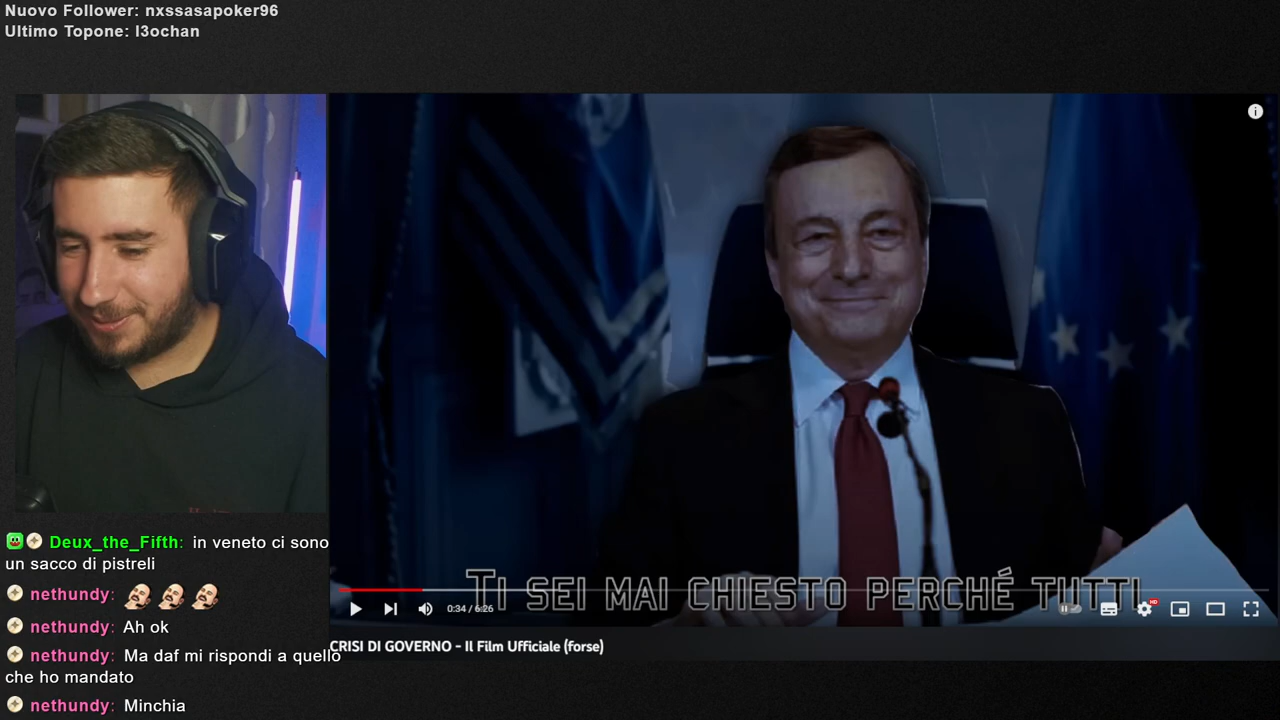 Nuovo Follower: nxssasapoker96
Ultimo Topone: l3ochan
TI SEI MAI CHIESTO PERCHÉ TUTTI
0:34 / 6:26
HD
CRISI DI GOVERNO - Il Film Ufficiale (forse)
Deux_the_Fifth: in veneto ci sono
un sacco di pistreli
nethundy:
nethundy: Ah ok
nethundy: Ma daf mi rispondi a quello
che ho mandato
nethundy: Minchia